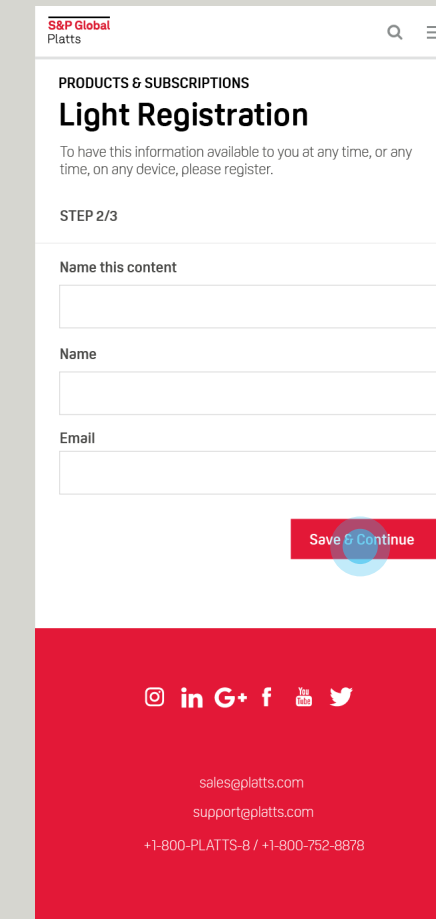 S&P Global
Platts
PRODUCTS & SUBSCRIPTIONS
Light Registration
To have this information available to you at any time, or any
time, on any device, please register.
STEP 2/3
Name this content
Name
Email
Save & Continue
You
Tube
sales@platts.com
support@platts.com
+1-800-PLATTS-8 / +1-800-752-8878